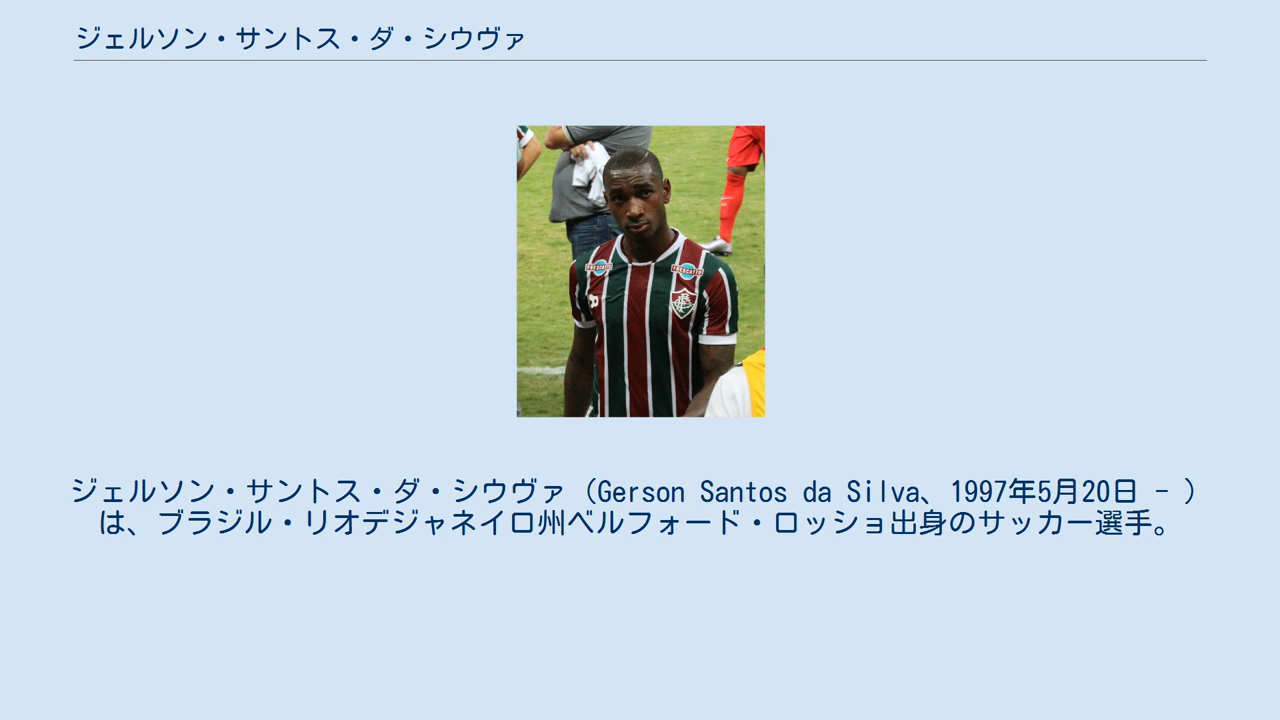 ジェルソン・サントス・ダ・シウヴァ
FRESCATTO
FRESCATTO
ジェルソン・サントス・ダ・シウヴァ（Gerson Santos da Silva、1997年5月20日 - ）
は、ブラジル・リオデジャネイロ州ベルフォード・ロッショ出身のサッカー選手。